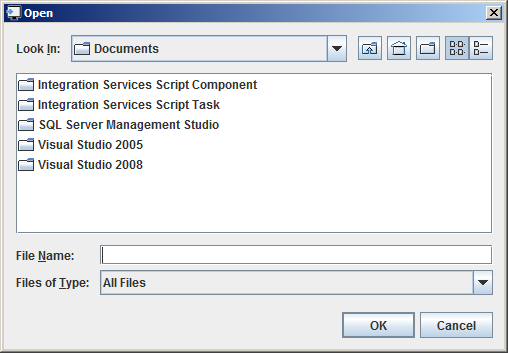 Open
Look In: Documents
Integration Services Script Component
Integration Services Script Task
SQL Server Management Studio
Visual Studio 2005
Visual Studio 2008
File Name:
Files of Type: All Files
OK Cancel